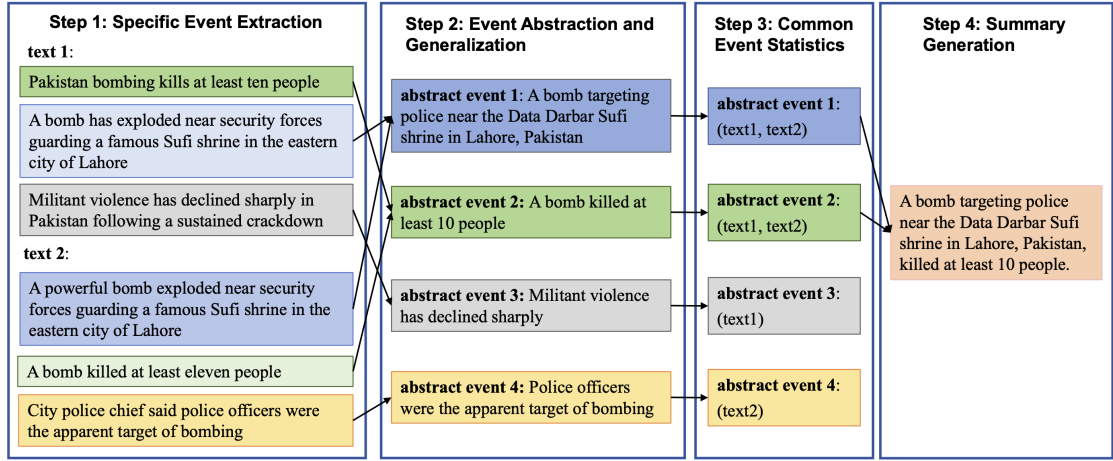 Step 1: Specific Event Extraction
text 1:
Pakistan bombing kills at least ten people
A bomb has exploded near security forces
guarding a famous Sufi shrine in the eastern
city of Lahore
Militant violence has declined sharply in
Pakistan following a sustained crackdown
text 2:
A powerful bomb exploded near security
forces guarding a famous Sufi shrine in the
eastern city of Lahore
A bomb killed at least eleven people
City police chief said police officers were
the apparent target of bombing
Step 2: Event Abstraction and
Generalization
abstract event 1: A bomb targeting
police near the Data Darbar Sufi
shrine in Lahore, Pakistan
abstract event 2: A bomb killed at
least 10 people
abstract event 3: Militant violence
has declined sharply
abstract event 4: Police officers
were the apparent target of bombing
Step 3: Common
Event Statistics
abstract event 1:
(text1, text2)
abstract event 2:
(text1, text2)
abstract event 3:
(text1)
abstract event 4:
(text2)
Step 4: Summary
Generation
A bomb targeting police
near the Data Darbar Sufi
shrine in Lahore, Pakistan,
killed at least 10 people.